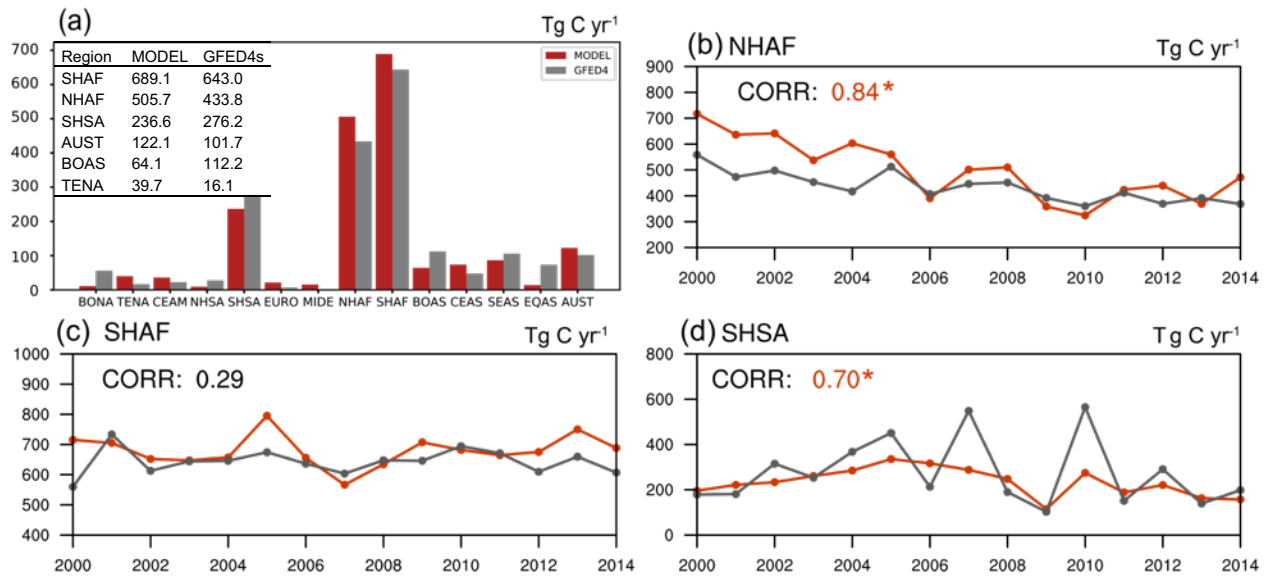 (a)
Tg C yr⁻¹
700
600
500
400
300
200
100
0
Region MODEL GFED4s
SHAF 689.1 643.0
NHAF 505.7 433.8
SHSA 236.6 276.2
AUST 122.1 101.7
BOAS 64.1 112.2
TENA 39.7 16.1
MODEL
GFED4
BONA TENA CEAM NHSA SHSA EURO MIDE NHAF SHAF BOAS CEAS SEAS EQAS AUST
(b) NHAF Tg C yr⁻¹
CORR: 0.84*
900
800
700
600
500
400
300
200
2000 2002 2004 2006 2008 2010 2012 2014
(c) SHAF Tg C yr⁻¹
CORR: 0.29
1000
900
800
700
600
500
400
2000 2002 2004 2006 2008 2010 2012 2014
(d) SHSA Tg C yr⁻¹
CORR: 0.70*
800
600
400
200
0
2000 2002 2004 2006 2008 2010 2012 2014